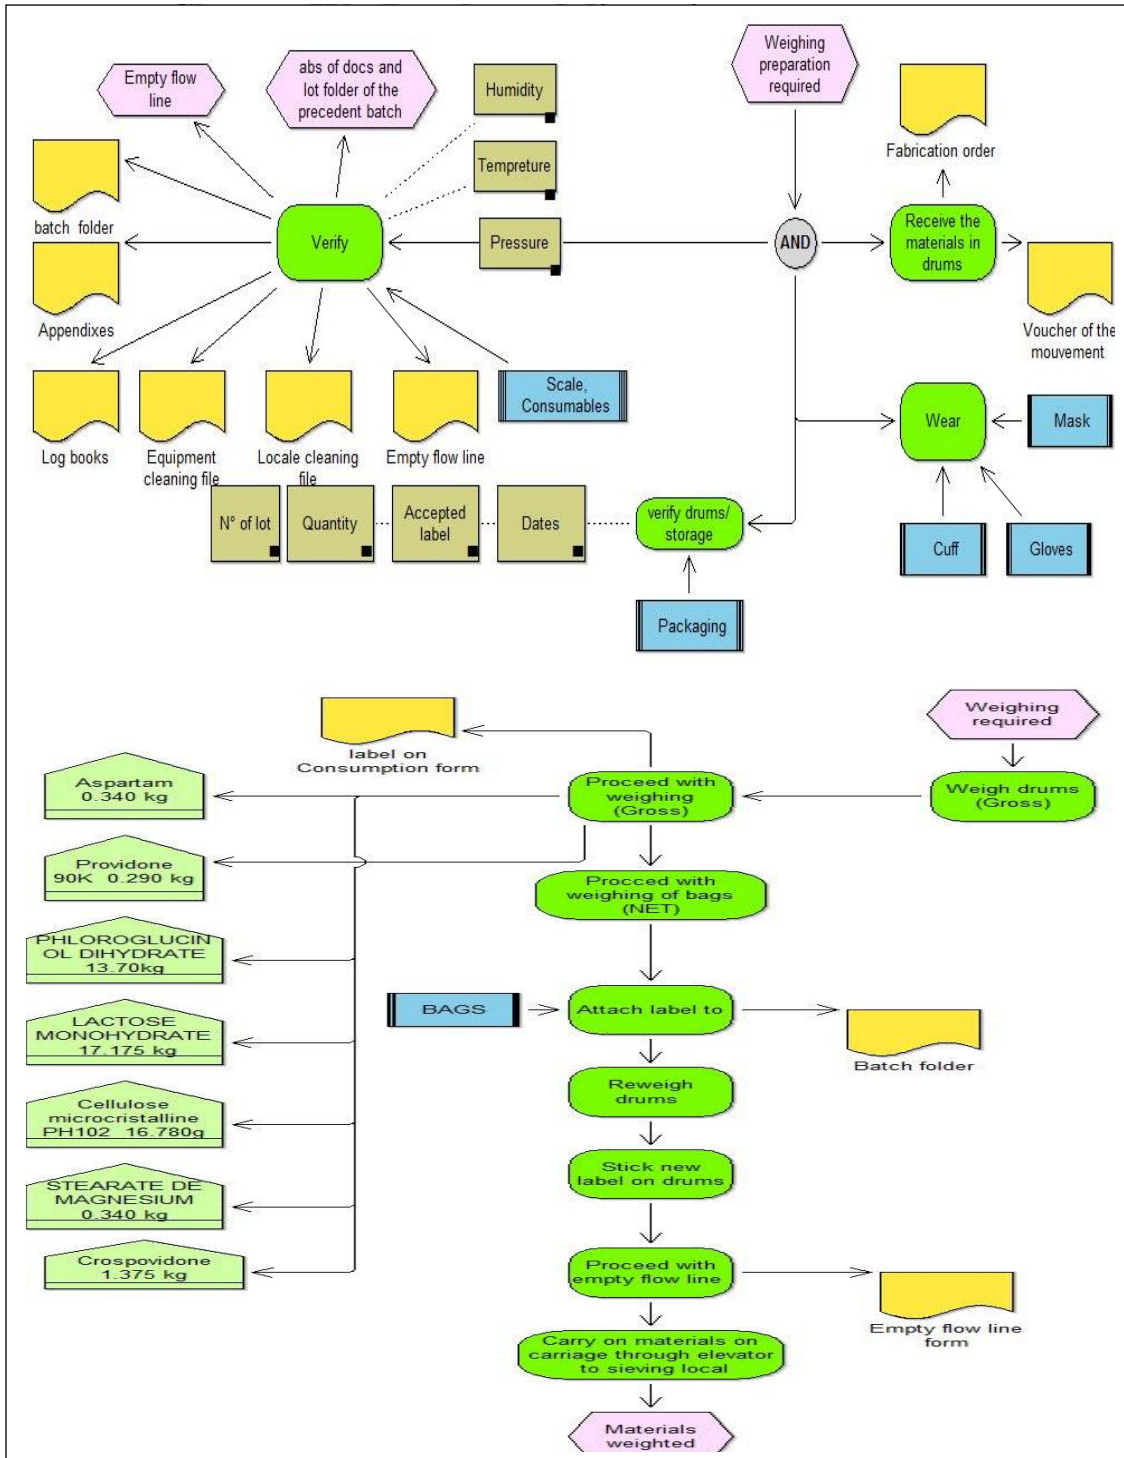 Empty flow
line
abs of docs and
lot folder of the
precedent batch
Humidity
Weighing
preparation
required
Fabrication order
Tempreture
batch folder
Verify
Pressure
AND
Receive the
materials in
drums
Appendixes
Voucher of the
mouvement
Scale,
Consumables
Wear
Mask
Log books
Equipment
cleaning file
Locale cleaning
file
Empty flow line
N° of lot
Quantity
Accepted
label
Dates
verify drums/
storage
Cuff
Gloves
Packaging
label on
Consumption form
Weighing
required
Aspartam
0.340 kg
Proceed with
weighing
(Gross)
Weigh drums
(Gross)
Providone
90K 0.290 kg
Procced with
weighing of bags
(NET)
PHLOROGLUCIN
OL DIHYDRATE
13.70kg
BAGS
Attach label to
Batch folder
LACTOSE
MONOHYDRATE
17.175 kg
Reweigh
drums
Cellulose
microcristalline
PH102 16.780g
Stick new
label on drums
STEARATE DE
MAGNESIUM
0.340 kg
Crospovidone
1.375 kg
Proceed with
empty flow line
Empty flow line
form
Carry on materials on
carriage through elevator
to sieving local
Materials
weighted